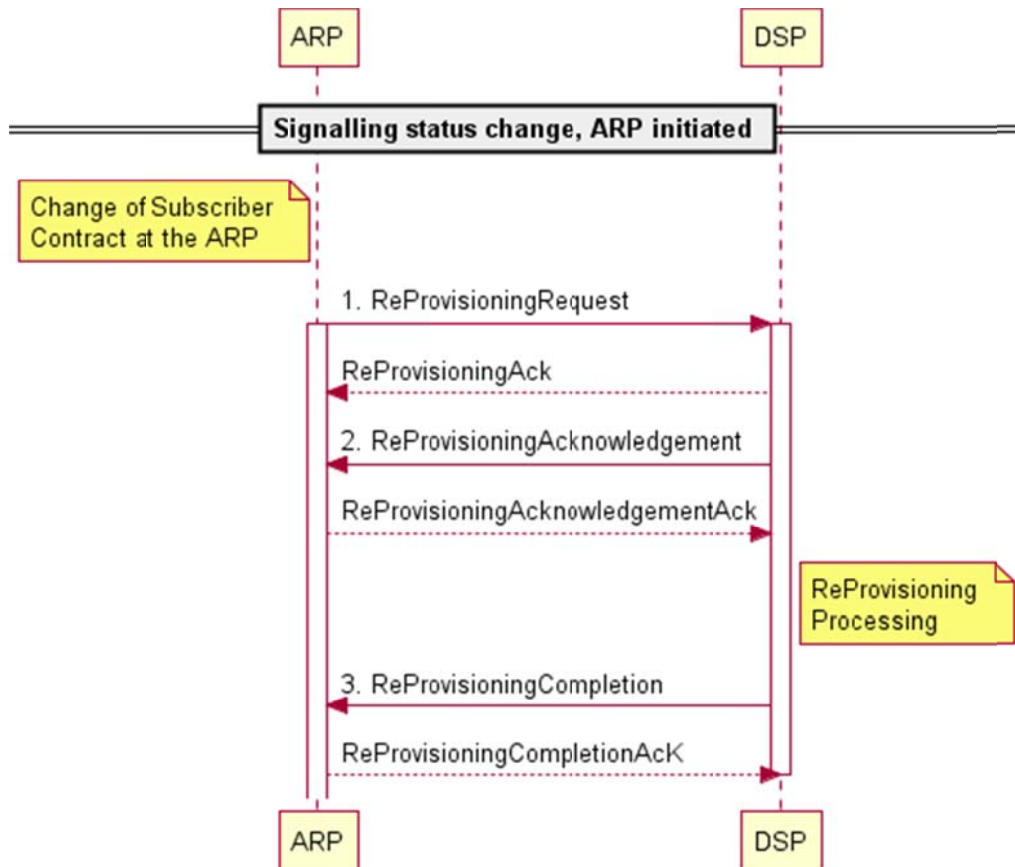 ARP
DSP
Signalling status change, ARP initiated
Change of Subscriber
Contract at the ARP
1. ReProvisioningRequest
ReProvisioningAck
2. ReProvisioningAcknowledgement
ReProvisioningAcknowledgementAck
ReProvisioning
Processing
3. ReProvisioningCompletion
ReProvisioningCompletionAcK
ARP
DSP